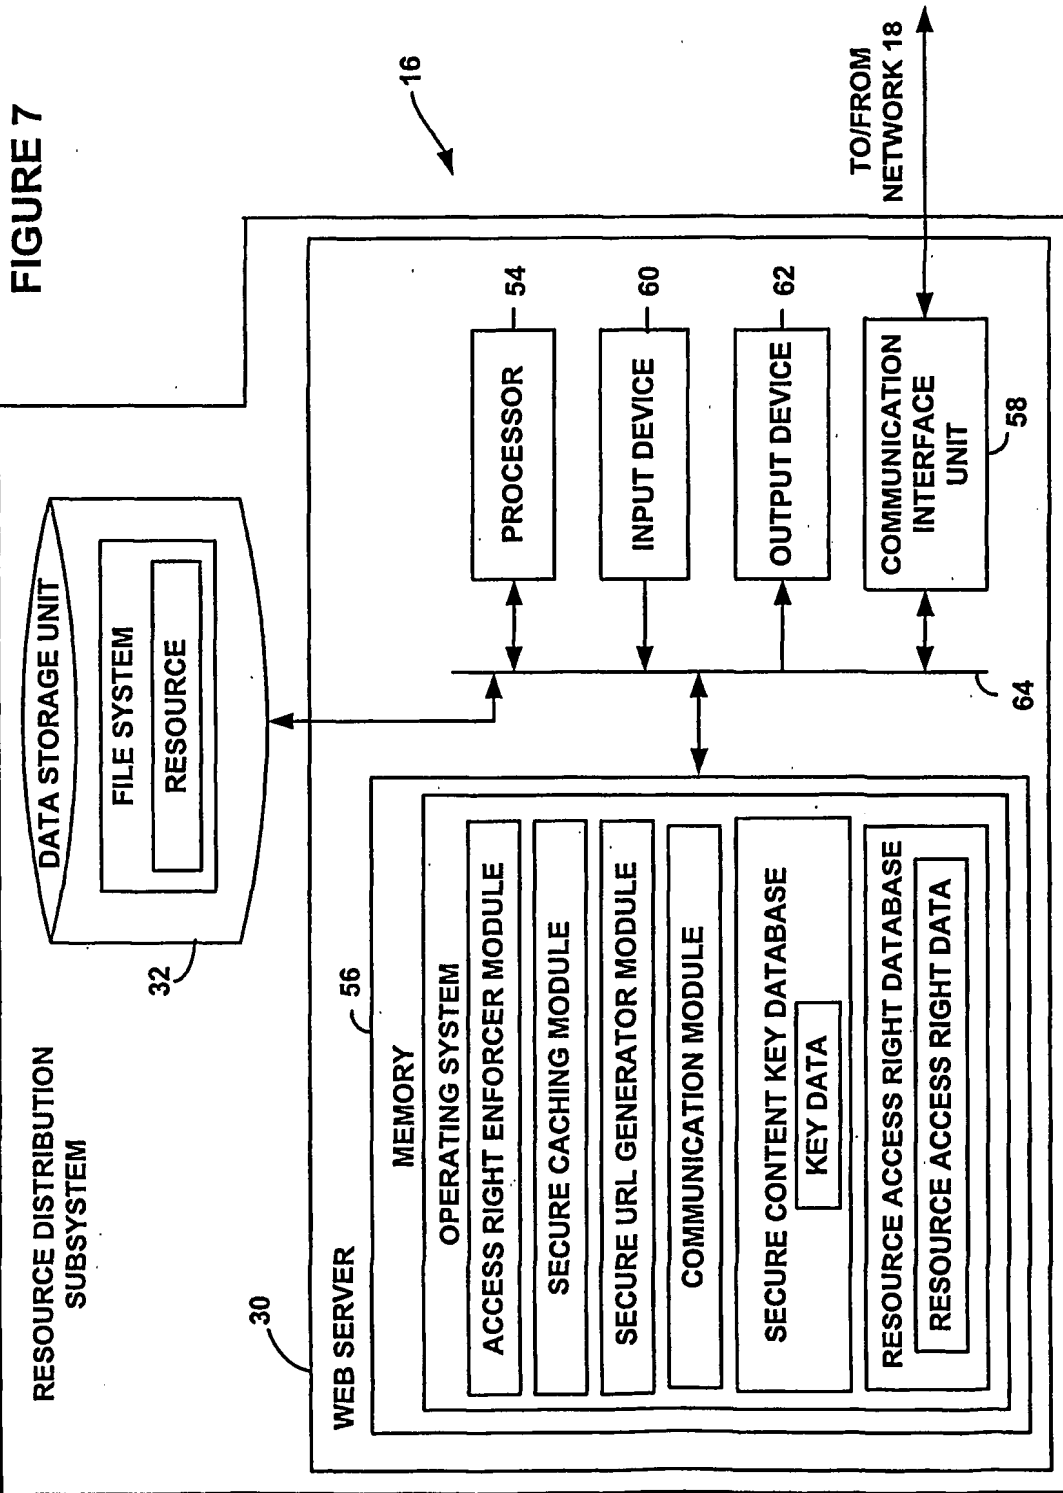 FIGURE 7
RESOURCE DISTRIBUTION
SUBSYSTEM
DATA STORAGE UNIT
FILE SYSTEM
RESOURCE
32
16
30
WEB SERVER
56
MEMORY
OPERATING SYSTEM
ACCESS RIGHT ENFORCER MODULE
SECURE CACHING MODULE
SECURE URL GENERATOR MODULE
COMMUNICATION MODULE
SECURE CONTENT KEY DATABASE
KEY DATA
RESOURCE ACCESS RIGHT DATABASE
RESOURCE ACCESS RIGHT DATA
PROCESSOR
54
INPUT DEVICE
60
OUTPUT DEVICE
62
COMMUNICATION
INTERFACE
UNIT
58
64
TO/FROM
NETWORK 18